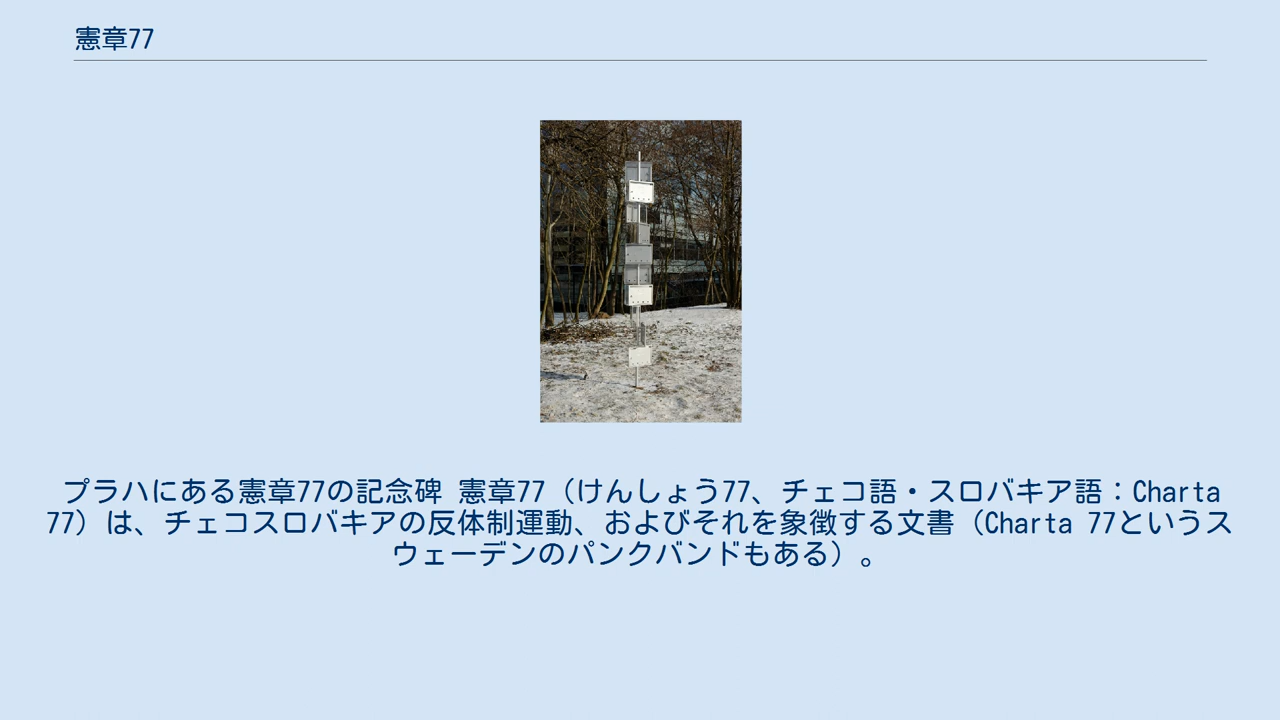 憲章77
プラハにある憲章77の記念碑 憲章77（けんしょう77、チェコ語・スロバキア語：Charta
77）は、チェコスロバキアの反体制運動、およびそれを象徴する文書（Charta 77というス
ウェーデンのパンクバンドもある）。